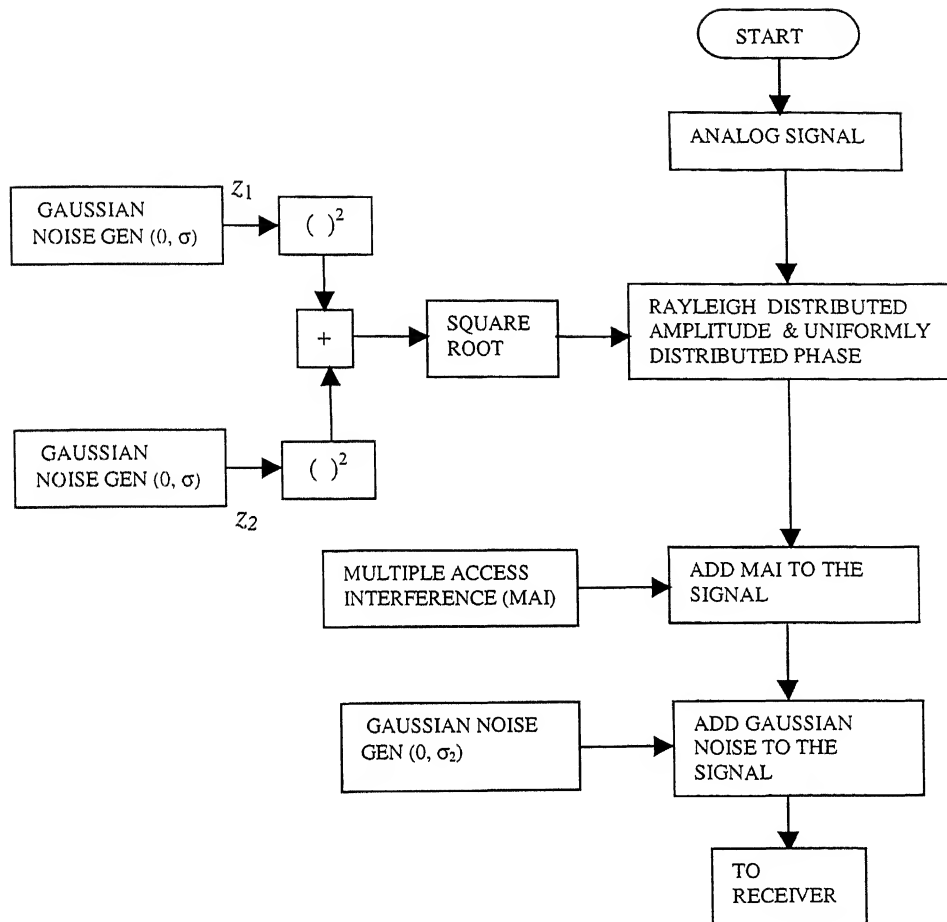 START
ANALOG SIGNAL
z1
GAUSSIAN
NOISE GEN (0, σ)
( )²
+
SQUARE
ROOT
RAYLEIGH DISTRIBUTED
AMPLITUDE & UNIFORMLY
DISTRIBUTED PHASE
GAUSSIAN
NOISE GEN (0, σ)
( )²
z2
MULTIPLE ACCESS
INTERFERENCE (MAI)
ADD MAI TO THE
SIGNAL
GAUSSIAN NOISE
GEN (0, σ₂)
ADD GAUSSIAN
NOISE TO THE
SIGNAL
TO
RECEIVER